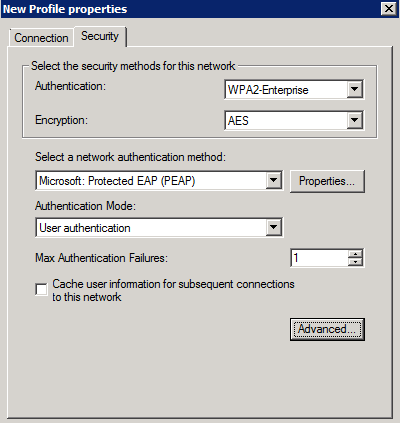 New Profile properties
Connection
Security
Select the security methods for this network
Authentication:
WPA2-Enterprise
Encryption:
AES
Select a network authentication method:
Microsoft: Protected EAP (PEAP)
Properties...
Authentication Mode:
User authentication
Max Authentication Failures:
1
Cache user information for subsequent connections
to this network
Advanced...